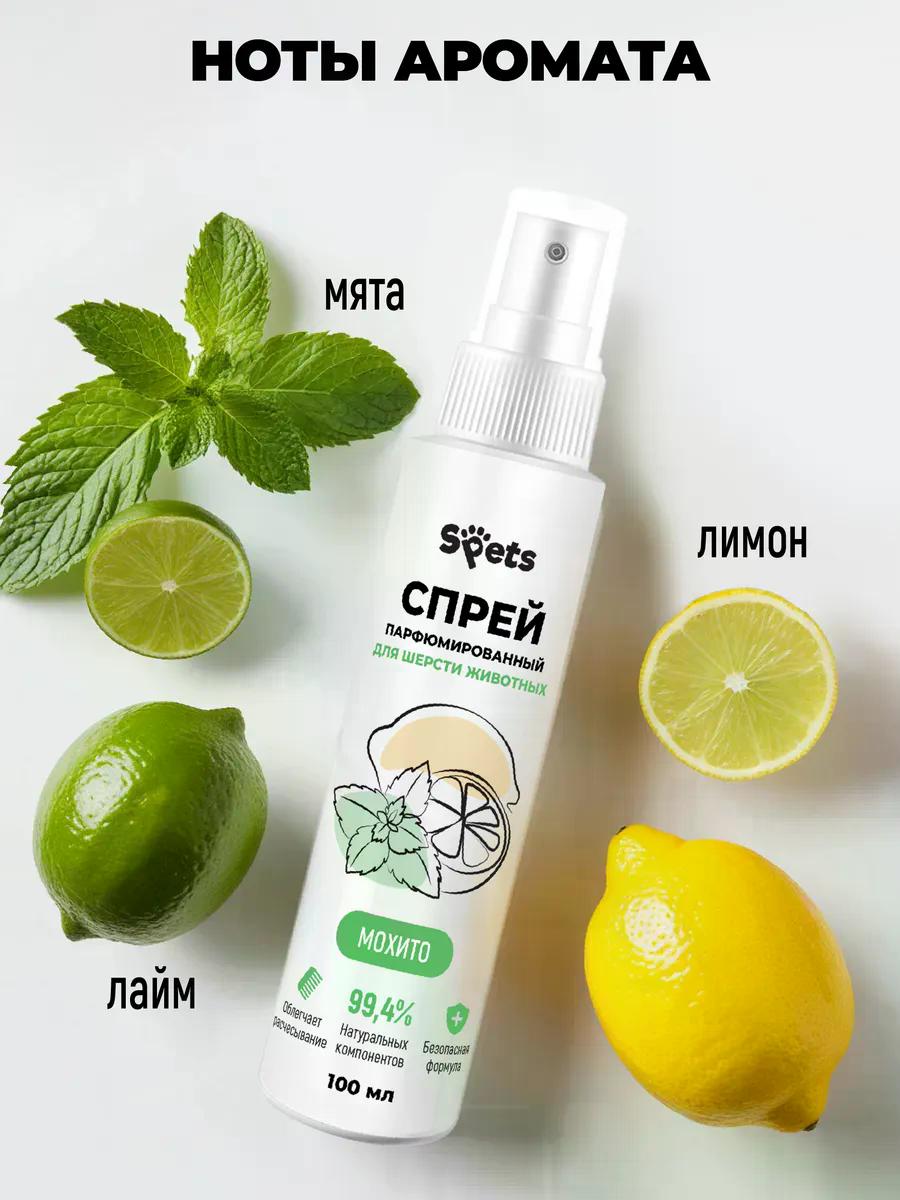 НОТЫ АРОМАТА
мята
лимон
лайм
Spets
СПРЕЙ
ПАРФЮМИРОВАННЫЙ
ДЛЯ ШЕРСТИ ЖИВОТНЫХ
МОХИТО
Облегчает
расчесывание
99,4%
Натуральных
компонентов
Безопасная
формула
100 мл